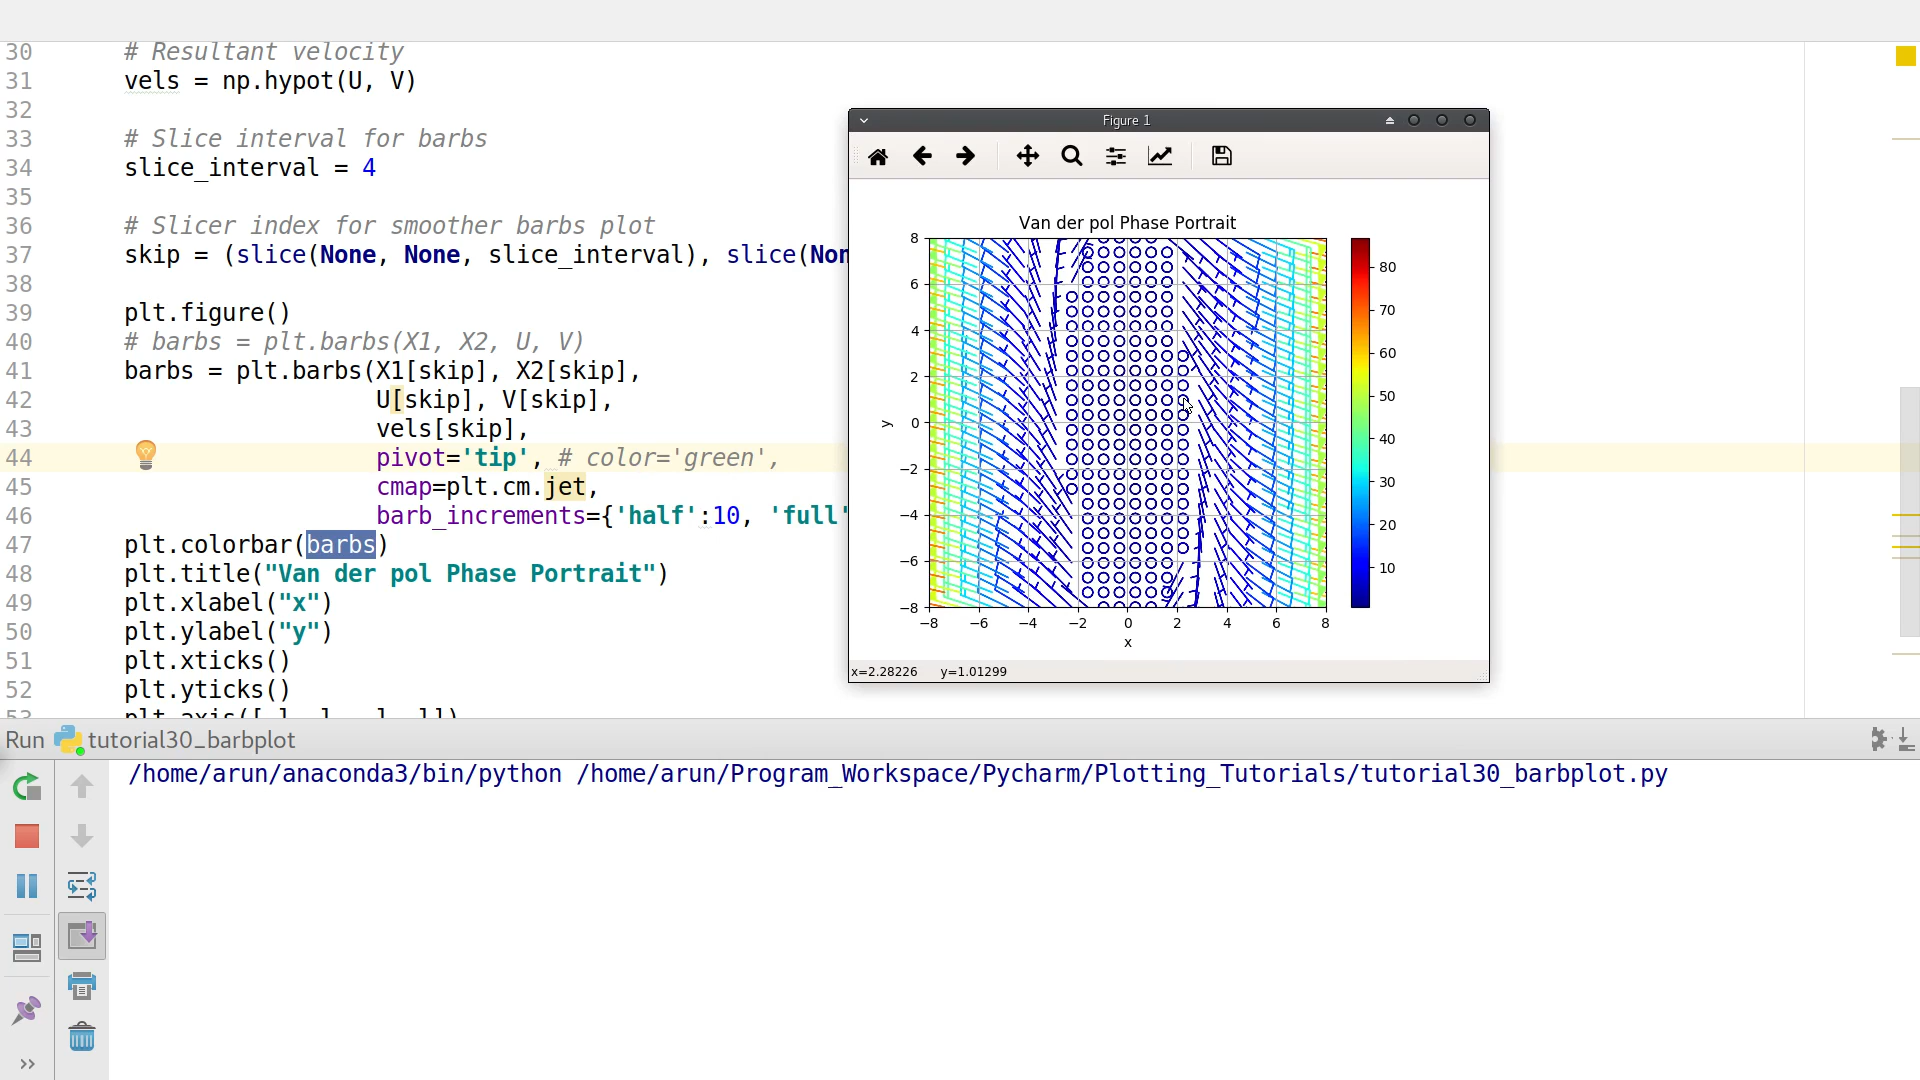 30 # Resultant velocity
31 vels = np.hypot(U, V)
32
33 # Slice interval for barbs
34 slice_interval = 4
35
36 # Slicer index for smoother barbs plot
37 skip = (slice(None, None, slice_interval), slice(Non
38
39 plt.figure()
40 # barbs = plt.barbs(X1, X2, U, V)
41 barbs = plt.barbs(X1[skip], X2[skip],
42 U[skip], V[skip],
43 vels[skip],
44 pivot='tip', # color='green',
45 cmap=plt.cm.jet,
46 barb_increments={'half':10, 'full'
47 plt.colorbar(barbs)
48 plt.title("Van der pol Phase Portrait")
49 plt.xlabel("x")
50 plt.ylabel("y")
51 plt.xticks()
52 plt.yticks()
53
Figure 1
Van der pol Phase Portrait
8
6
4
2
0
−2
−4
−6
−8
y
−8 −6 −4 −2 0 2 4 6 8
x
80
70
60
50
40
30
20
10
x=2.28226 y=1.01299
Run tutorial30_barbplot
/home/arun/anaconda3/bin/python /home/arun/Program_Workspace/Pycharm/Plotting_Tutorials/tutorial30_barbplot.py